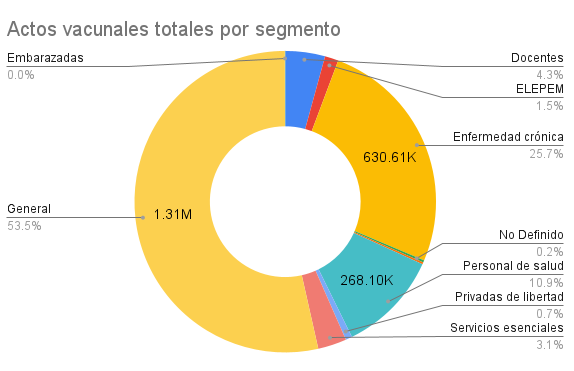 Actos vacunales totales por segmento
Embarazadas
0.0%
Docentes
4.3%
ELEPEM
1.5%
Enfermedad crónica
25.7%
630.61K
General
53.5%
1.31M
No Definido
0.2%
Personal de salud
10.9%
268.10K
Privadas de libertad
0.7%
Servicios esenciales
3.1%